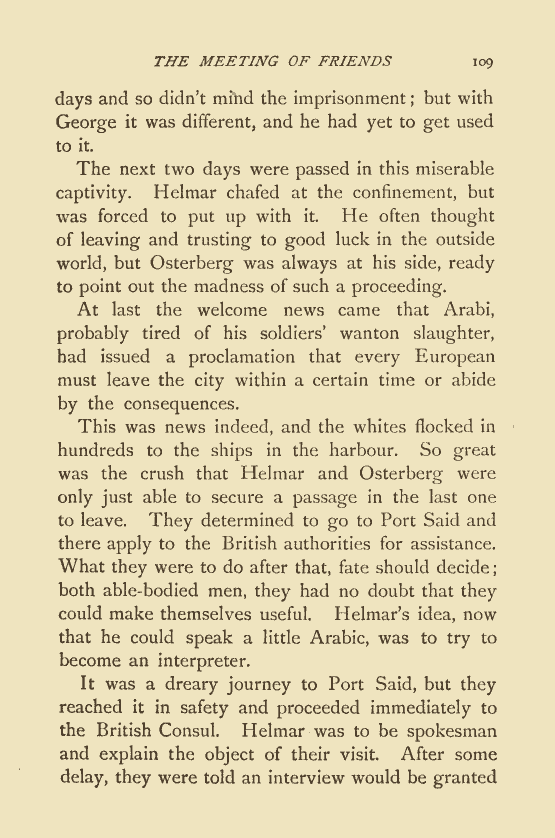 THE MEETING OF FRIENDS 109
days and so didn't mind the imprisonment; but with
George it was different, and he had yet to get used
to it.
The next two days were passed in this miserable
captivity. Helmar chafed at the confinement, but
was forced to put up with it. He often thought
of leaving and trusting to good luck in the outside
world, but Osterberg was always at his side, ready
to point out the madness of such a proceeding.
At last the welcome news came that Arabi,
probably tired of his soldiers' wanton slaughter,
had issued a proclamation that every European
must leave the city within a certain time or abide
by the consequences.
This was news indeed, and the whites flocked in
hundreds to the ships in the harbour. So great
was the crush that Helmar and Osterberg were
only just able to secure a passage in the last one
to leave. They determined to go to Port Said and
there apply to the British authorities for assistance.
What they were to do after that, fate should decide;
both able-bodied men, they had no doubt that they
could make themselves useful. Helmar's idea, now
that he could speak a little Arabic, was to try to
become an interpreter.
It was a dreary journey to Port Said, but they
reached it in safety and proceeded immediately to
the British Consul. Helmar was to be spokesman
and explain the object of their visit. After some
delay, they were told an interview would be granted